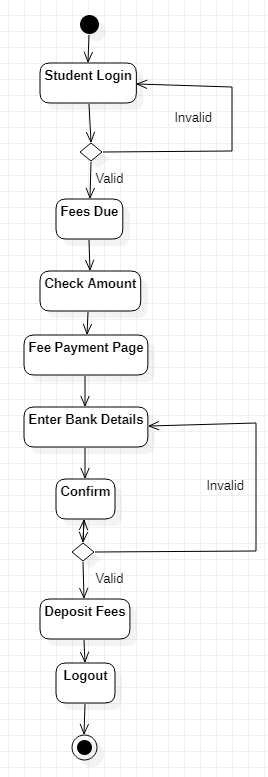 Student Login
Invalid
Valid
Fees Due
Check Amount
Fee Payment Page
Enter Bank Details
Invalid
Confirm
Valid
Deposit Fees
Logout